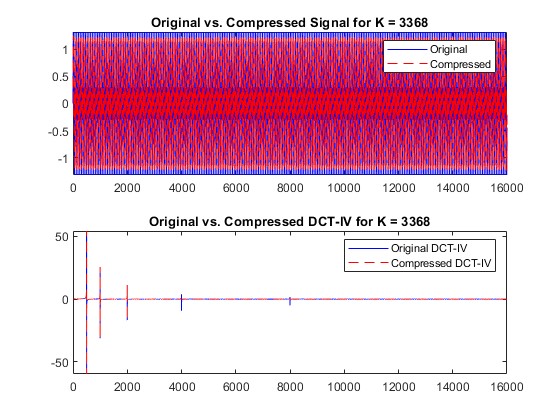 Original vs. Compressed Signal for K = 3368
1
0.5
0
-0.5
-1
Original
Compressed
0 2000 4000 6000 8000 10000 12000 14000 16000
Original vs. Compressed DCT-IV for K = 3368
50
0
-50
Original DCT-IV
Compressed DCT-IV
0 2000 4000 6000 8000 10000 12000 14000 16000